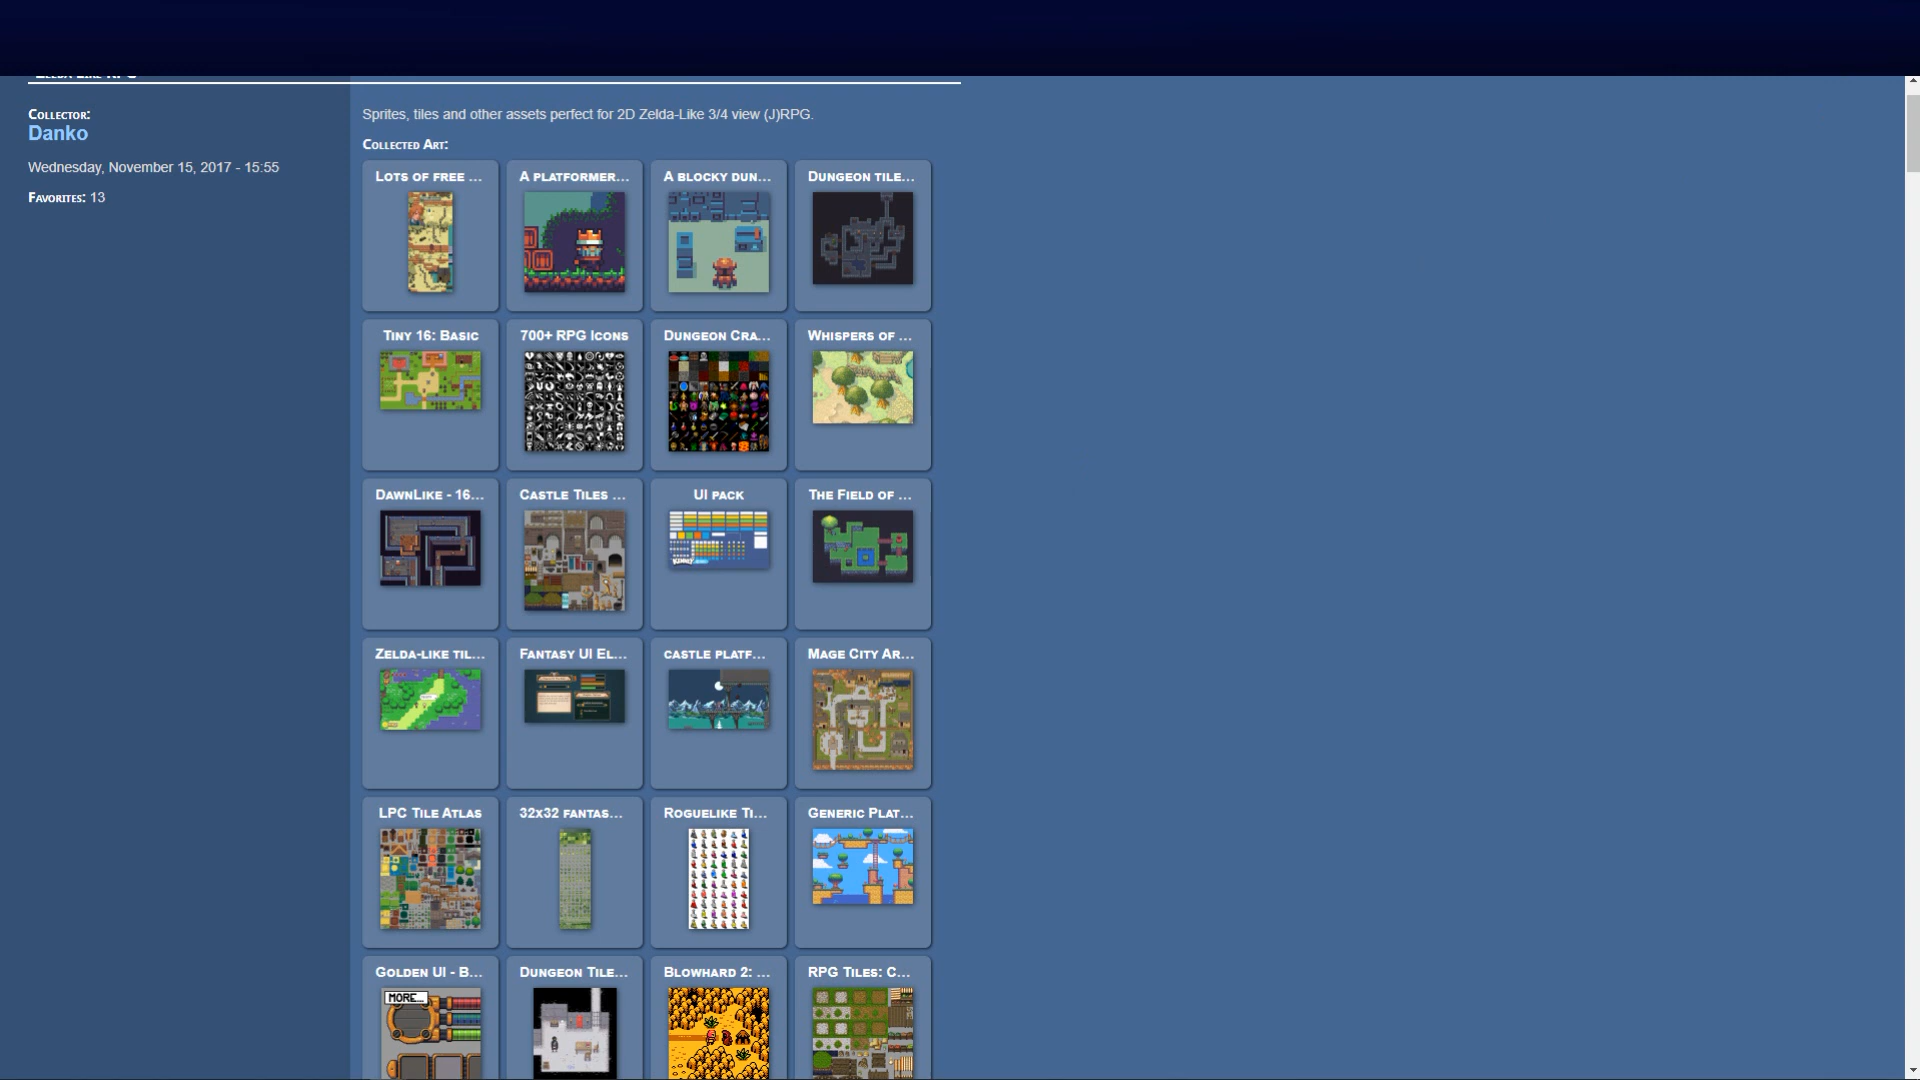 Zelda Like RPG
Collector:
Danko
Wednesday, November 15, 2017 - 15:55
Favorites: 13
Sprites, tiles and other assets perfect for 2D Zelda-Like 3/4 view (J)RPG.
Collected Art:
Lots of free ...
A platformer...
A blocky dun...
Dungeon tile...
Tiny 16: Basic
700+ RPG Icons
Dungeon Cra...
Whispers of ...
DawnLike - 16...
Castle Tiles ...
UI pack
The Field of ...
Zelda-like til...
Fantasy UI El...
castle platf...
Mage City Ar...
LPC Tile Atlas
32x32 fantas...
Roguelike Ti...
Generic Plat...
Golden UI - B...
Dungeon Tile...
Blowhard 2: ...
RPG Tiles: C...
MORE...